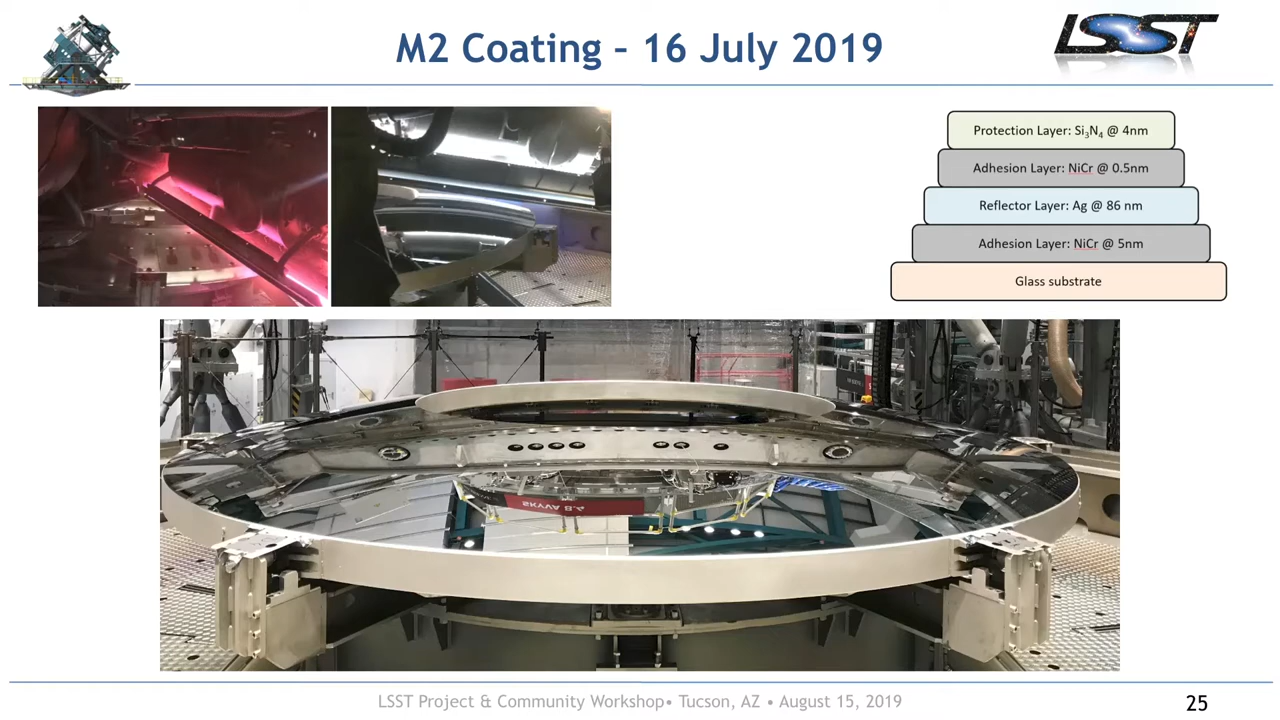 M2 Coating – 16 July 2019
LSST
Protection Layer: Si₃N₄ @ 4nm
Adhesion Layer: NiCr @ 0.5nm
Reflector Layer: Ag @ 86 nm
Adhesion Layer: NiCr @ 5nm
Glass substrate
SKYVA S.A
LSST Project & Community Workshop• Tucson, AZ • August 15, 2019
25